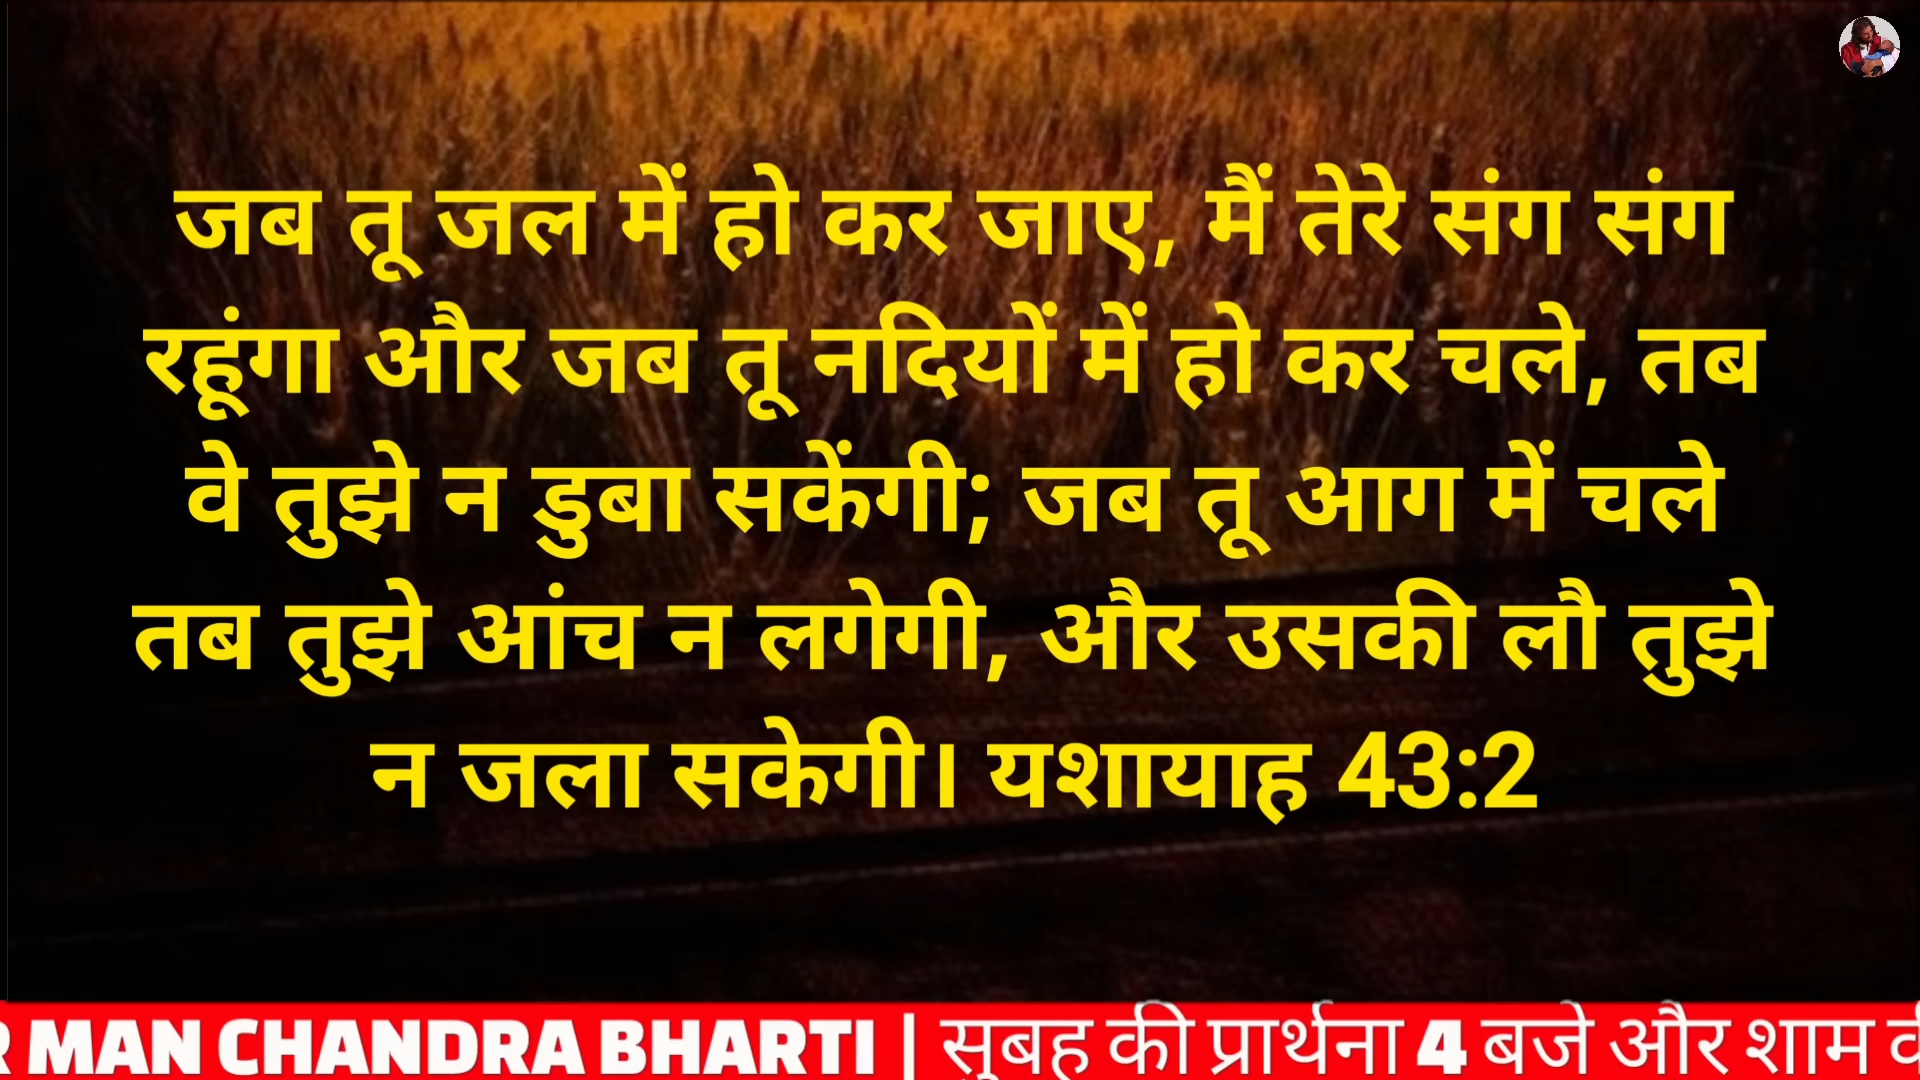 जब तू जल में हो कर जाए, मैं तेरे संग संग
रहूंगा और जब तू नदियों में हो कर चले, तब
वे तुझे न डुबा सकेंगी; जब तू आग में चले
तब तुझे आंच न लगेगी, और उसकी लौ तुझे
न जला सकेगी। यशायाह 43:2
R MAN CHANDRA BHARTI | सुबह की प्रार्थना 4 बजे और शाम